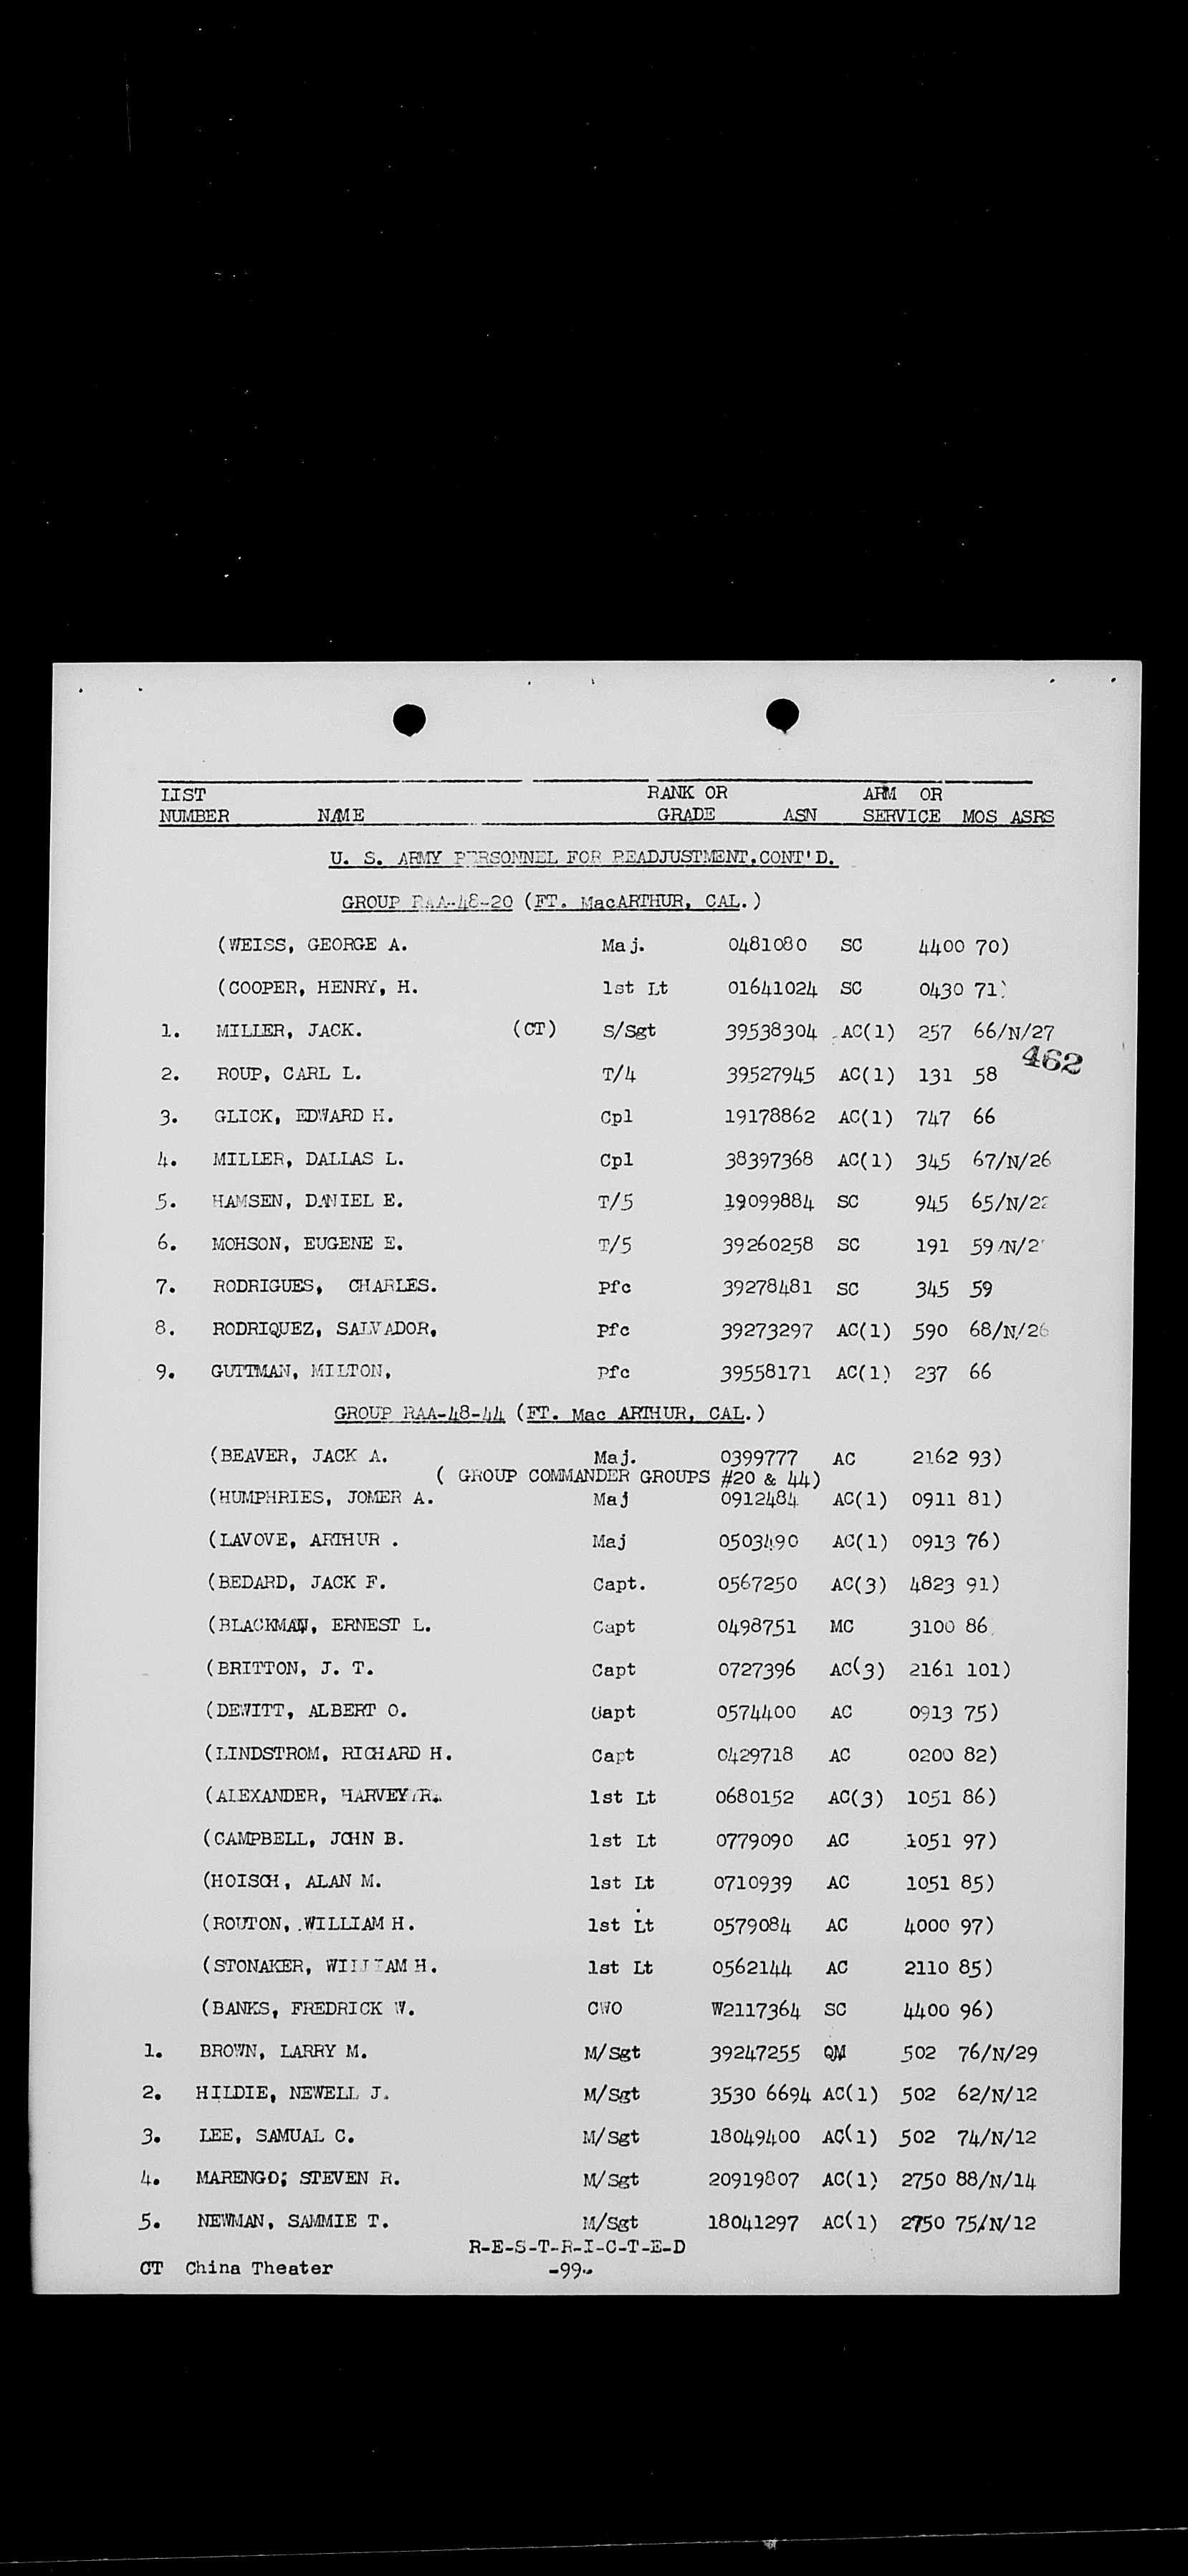 LIST RANK OR ARM OR
NUMBER NAME GRADE ASN SERVICE MOS ASRS
U. S. ARMY PERSONNEL FOR READJUSTMENT.CONT'D.
GROUP RAA-48-20 (FT. MacARTHUR, CAL.)
(WEISS, GEORGE A. Maj. 0481080 SC 4400 70)
(COOPER, HENRY, H. 1st Lt 01641024 SC 0430 71)
1. MILLER, JACK. (CT) S/Sgt 39538304 AC(1) 257 66/N/27
462
2. ROUP, CARL L. T/4 39527945 AC(1) 131 58
3. GLICK, EDWARD H. Cpl 19178862 AC(1) 747 66
4. MILLER, DALLAS L. Cpl 38397368 AC(1) 345 67/N/26
5. HAMSEN, DANIEL E. T/5 19099884 SC 945
6. MOHSON, EUGENE E. T/5 39260258 SC 191
7. RODRIGUES, CHARLES. Pfc 39278481 SC 345 59
8. RODRIQUEZ, SALVADOR, Pfc 39273297 AC(1) 590 68/N/26
9. GUTTMAN, MILTON, Pfc 39558171 AC(1) 237 66
GROUP RAA-48-44 (FT. Mac ARTHUR, CAL.)
(BEAVER, JACK A. Maj. 0399777 AC 2162 93)
( GROUP COMMANDER GROUPS #20 & 44)
(HUMPHRIES, JOMER A. Maj 0912484 AC(1) 0911 81)
(LAVOVE, ARTHUR . Maj 0503490 AC(1) 0913 76)
(BEDARD, JACK F. Capt. 0567250 AC(3) 4823 91)
(BLACKMAN, ERNEST L. Capt 0498751 MC 3100 86
(BRITTON, J. T. Capt 0727396 AC(3) 2161 101)
(DEWITT, ALBERT O. Capt 0574400 AC 0913 75)
(LINDSTROM, RICHARD H. Capt 0429718 AC 0200 82)
(ALEXANDER, HARVEY R. 1st Lt 0680152 AC(3) 1051 86)
(CAMPBELL, JOHN B. 1st Lt 0779090 AC 1051 97)
(HOISCH, ALAN M. 1st Lt 0710939 AC 1051 85)
(ROUTON, .WILLIAM H. 1st Lt 0579084 AC 4000 97)
(STONAKER, WILLIAM H. 1st Lt 0562144 AC 2110 85)
(BANKS, FREDRICK W. CWO W2117364 SC 4400 96)
1. BROWN, LARRY M. M/Sgt 39247255 QM 502 76/N/29
2. HILDIE, NEWELL J. M/Sgt 3530 6694 AC(1) 502 62/N/12
3. LEE, SAMUAL C. M/Sgt 18049400 AC(1) 502 74/N/12
4. MARENGO; STEVEN R. M/Sgt 20919807 AC(1) 2750 88/N/14
5. NEWMAN, SAMMIE T. M/Sgt 18041297 AC(1) 2750 75/N/12
R-E-S-T-R-I-C-T-E-D
CT China Theater -99-